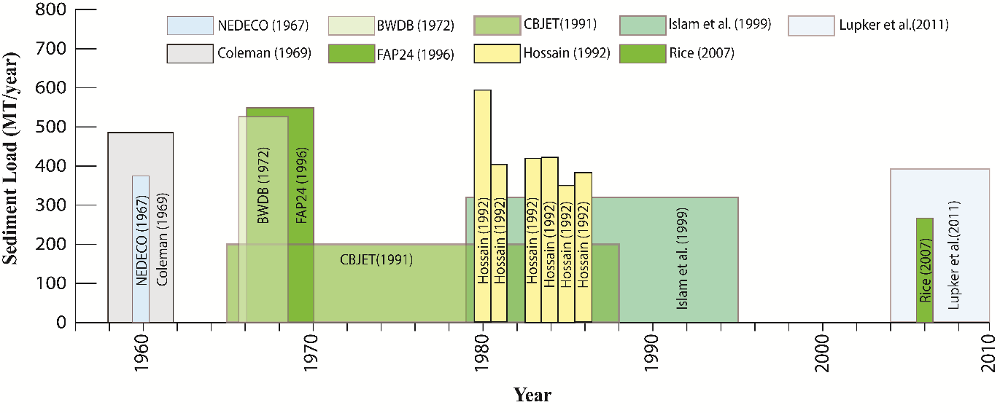 800
700
600
500
400
300
200
100
0
Sediment Load (MT/year)
NEDECO (1967)
BWDB (1972)
CBJET(1991)
Islam et al. (1999)
Lupker et al.(2011)
Coleman (1969)
FAP24 (1996)
Hossain (1992)
Rice (2007)
NEDECO (1967)
Coleman (1969)
BWDB (1972)
FAP24 (1996)
CBJET(1991)
Hossain (1992)
Hossain (1992)
Hossain (1992)
Hossain (1992)
Hossain (1992)
Hossain (1992)
Islam et al. (1999)
Rice (2007)
Lupker et al.(2011)
1960
1970
1980
1990
2000
2010
Year